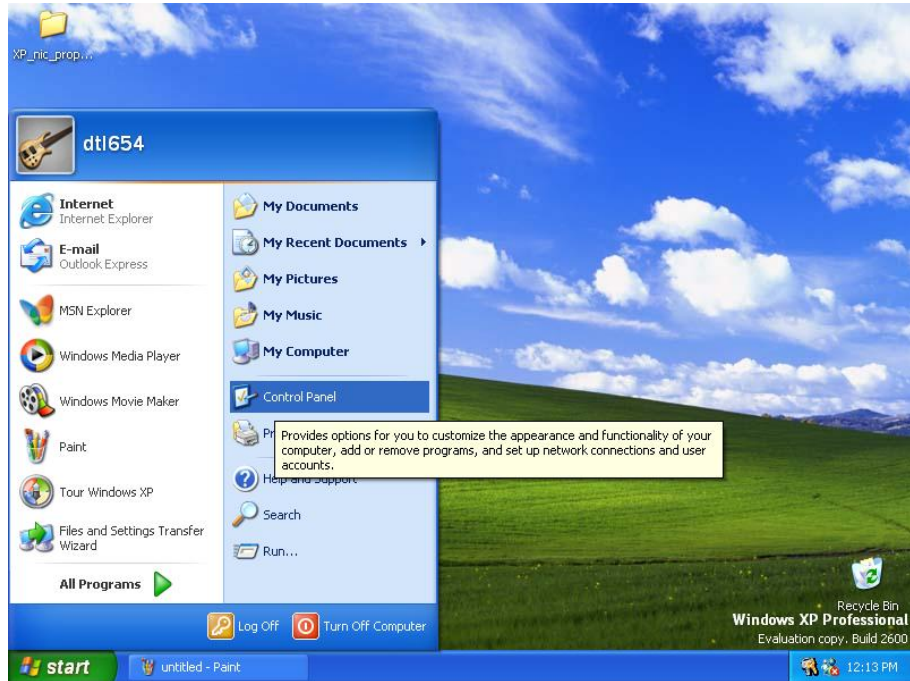 XP_nic_prop...
dtl654
Internet
Internet Explorer
E-mail
Outlook Express
MSN Explorer
Windows Media Player
Windows Movie Maker
Paint
Tour Windows XP
Files and Settings Transfer
Wizard
All Programs
My Documents
My Recent Documents
My Pictures
My Music
My Computer
Control Panel
Pr
Provides options for you to customize the appearance and functionality of your
computer, add or remove programs, and set up network connections and user
accounts.
Help and Support
Search
Run...
Log Off
Turn Off Computer
Recycle Bin
Windows XP Professional
Evaluation copy. Build 2600
start
untitled - Paint
12:13 PM